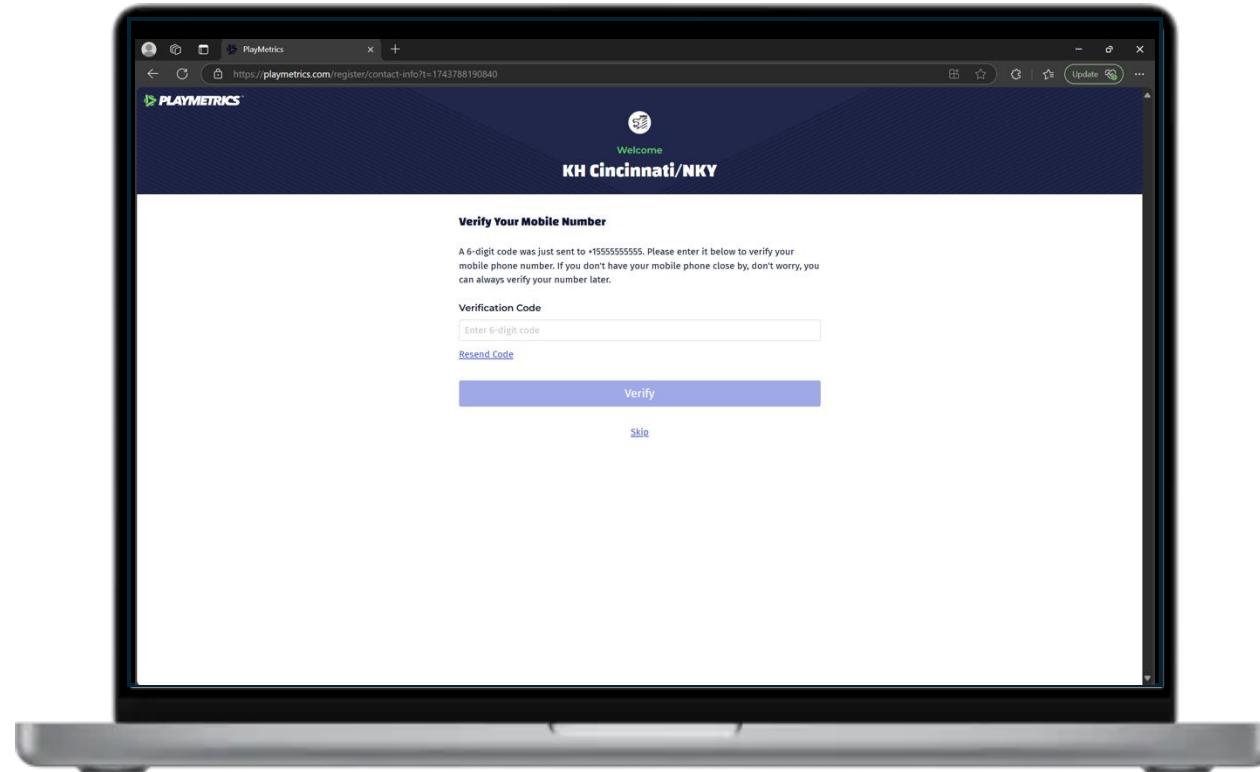 PlayMetrics
https://playmetrics.com/register/contact-info?t=1743788190840
Update
PLAYMETRICS
Welcome
KH Cincinnati/NKY
Verify Your Mobile Number
A 6-digit code was just sent to +15555555555. Please enter it below to verify your
mobile phone number. If you don't have your mobile phone close by, don't worry, you
can always verify your number later.
Verification Code
Enter 6-digit code
Resend Code
Verify
Skip